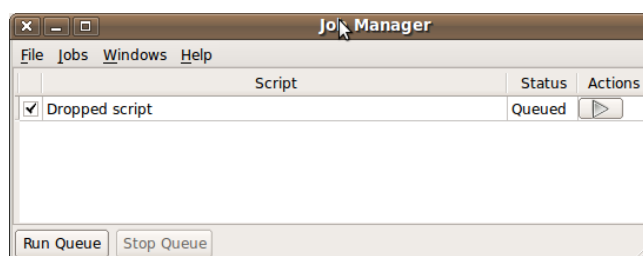 Job Manager
File Jobs Windows Help
Script Status Actions
Dropped script Queued
Run Queue Stop Queue